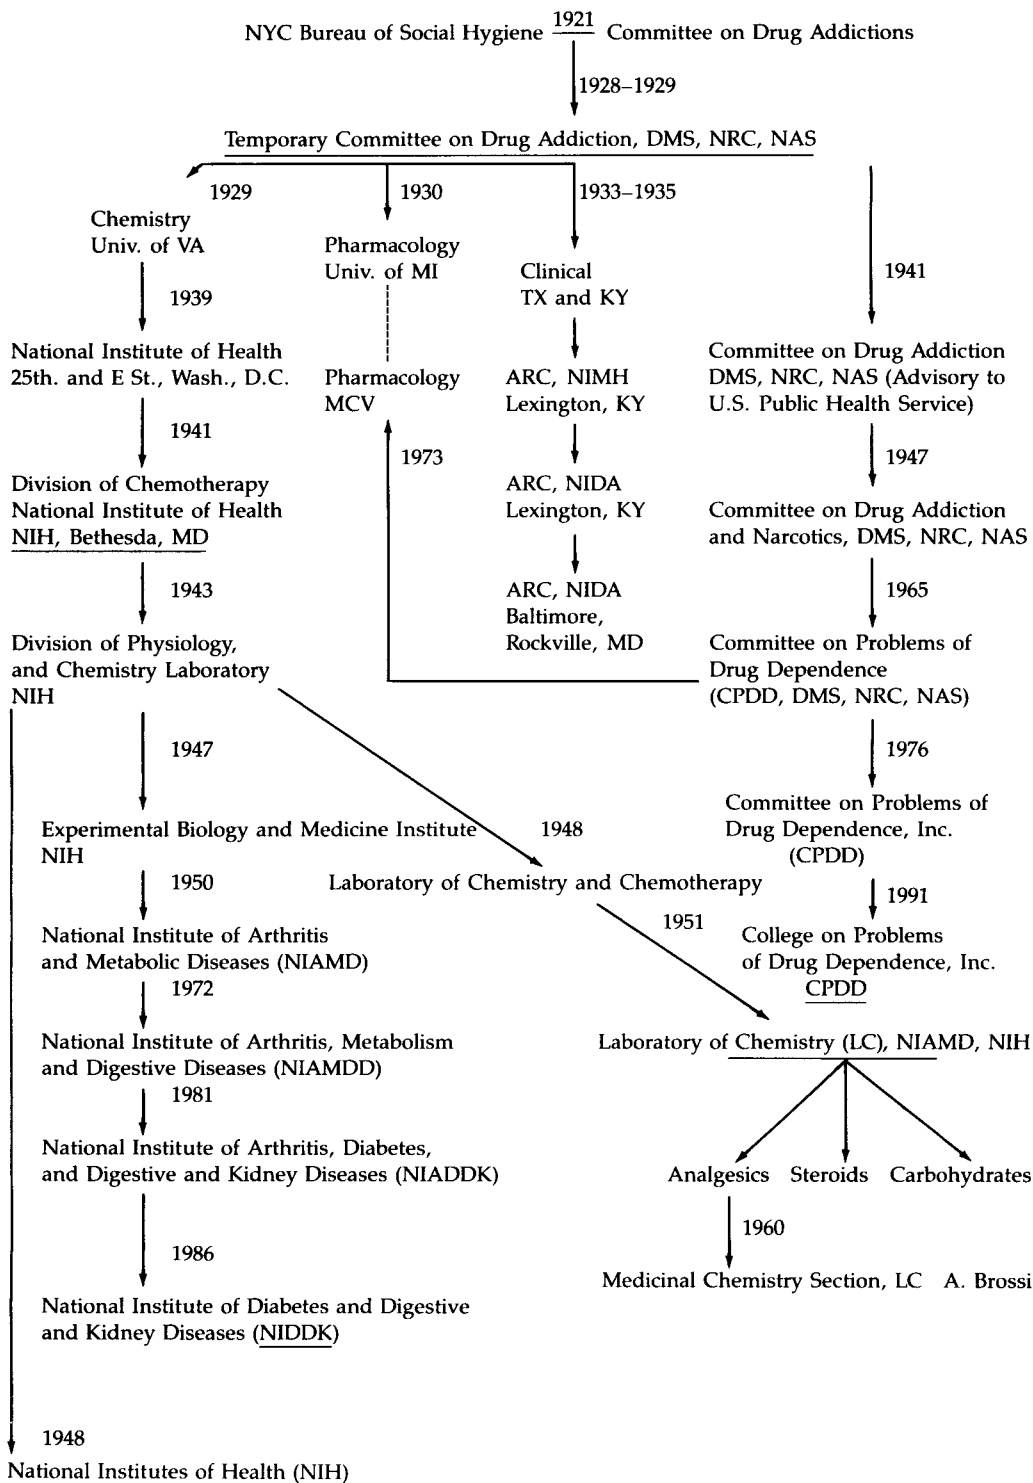 NYC Bureau of Social Hygiene 1921 Committee on Drug Addictions
1928–1929
Temporary Committee on Drug Addiction, DMS, NRC, NAS
1929
1930
1933–1935
Chemistry
Univ. of VA
Pharmacology
Univ. of MI
Clinical
TX and KY
1941
1939
National Institute of Health
25th. and E St., Wash., D.C.
Pharmacology
MCV
ARC, NIMH
Lexington, KY
Committee on Drug Addiction
DMS, NRC, NAS (Advisory to
U.S. Public Health Service)
1941
1973
1947
Division of Chemotherapy
National Institute of Health
NIH, Bethesda, MD
ARC, NIDA
Lexington, KY
Committee on Drug Addiction
and Narcotics, DMS, NRC, NAS
1943
ARC, NIDA
Baltimore,
Rockville, MD
1965
Division of Physiology,
and Chemistry Laboratory
NIH
Committee on Problems of
Drug Dependence
(CPDD, DMS, NRC, NAS)
1947
1976
Experimental Biology and Medicine Institute
NIH
1948
Committee on Problems of
Drug Dependence, Inc.
(CPDD)
1950
Laboratory of Chemistry and Chemotherapy
1991
National Institute of Arthritis
and Metabolic Diseases (NIAMD)
1951
College on Problems
of Drug Dependence, Inc.
CPDD
1972
National Institute of Arthritis, Metabolism
and Digestive Diseases (NIAMDD)
Laboratory of Chemistry (LC), NIAMD, NIH
1981
National Institute of Arthritis, Diabetes,
and Digestive and Kidney Diseases (NIADDK)
Analgesics Steroids Carbohydrates
1986
1960
National Institute of Diabetes and Digestive
and Kidney Diseases (NIDDK)
Medicinal Chemistry Section, LC A. Brossi
1948
National Institutes of Health (NIH)